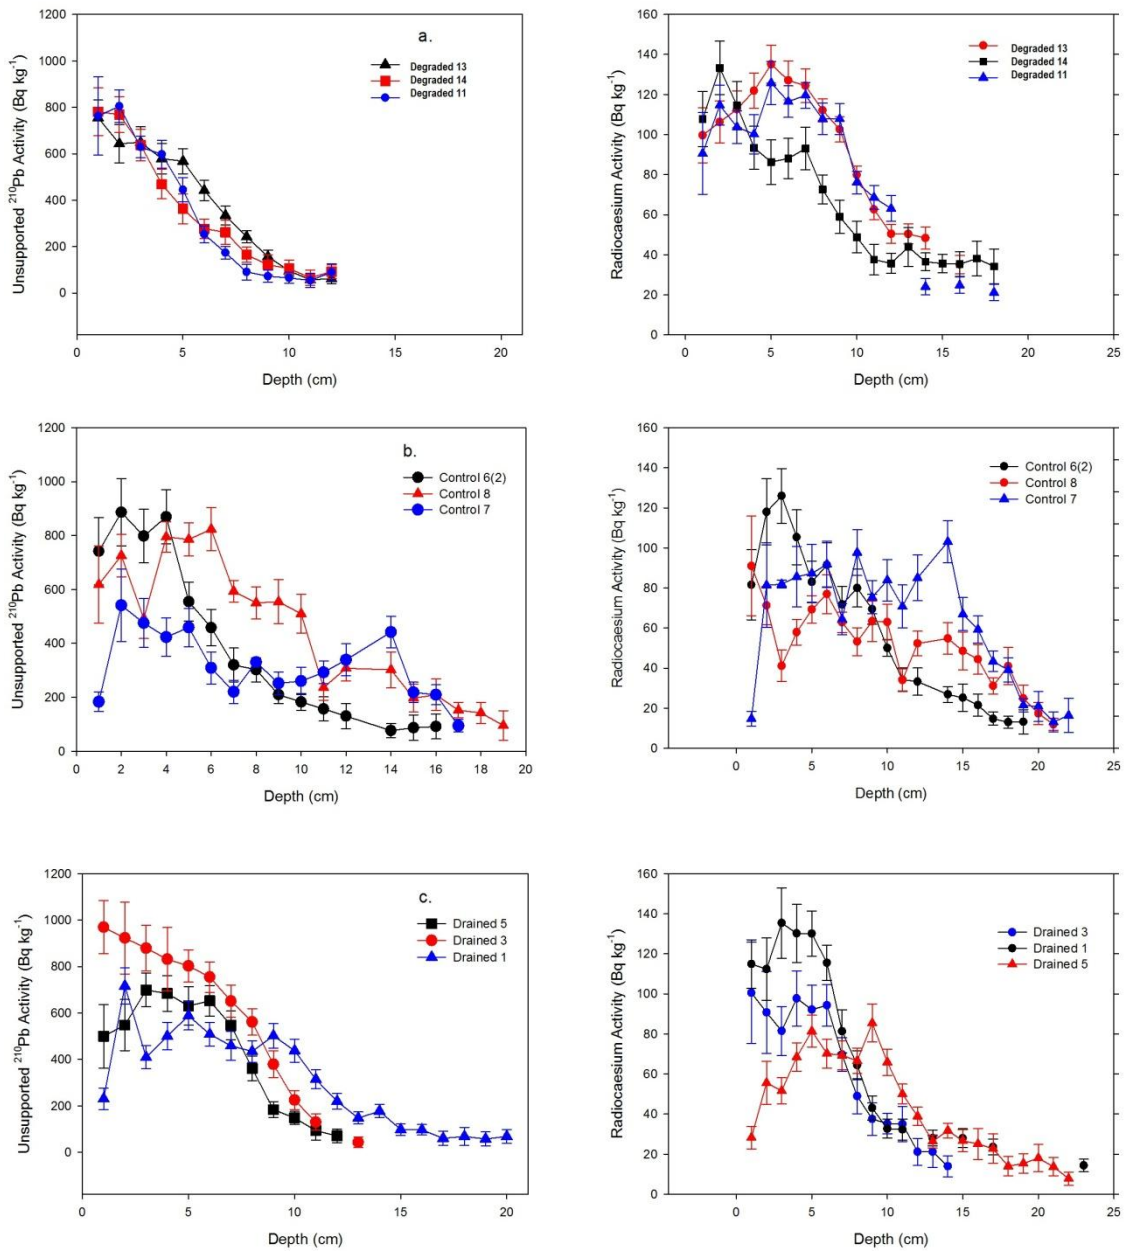 a.
Degraded 13
Degraded 14
Degraded 11
Unsupported ²¹⁰Pb Activity (Bq kg⁻¹)
1200
1000
800
600
400
200
0
0 5 10 15 20
Depth (cm)
Degraded 13
Degraded 14
Degraded 11
Radiocaesium Activity (Bq kg⁻¹)
160
140
120
100
80
60
40
20
0
0 5 10 15 20 25
Depth (cm)
b.
Control 6(2)
Control 8
Control 7
Unsupported ²¹⁰Pb Activity (Bq kg⁻¹)
1200
1000
800
600
400
200
0
0 2 4 6 8 10 12 14 16 18 20
Depth (cm)
Control 6(2)
Control 8
Control 7
Radiocaesium Activity (Bq kg⁻¹)
160
140
120
100
80
60
40
20
0
0 5 10 15 20 25
Depth (cm)
c.
Drained 5
Drained 3
Drained 1
Unsupported ²¹⁰Pb Activity (Bq kg⁻¹)
1200
1000
800
600
400
200
0
0 5 10 15 20
Depth (cm)
Drained 3
Drained 1
Drained 5
Radiocaesium Activity (Bq kg⁻¹)
160
140
120
100
80
60
40
20
0
0 5 10 15 20 25
Depth (cm)